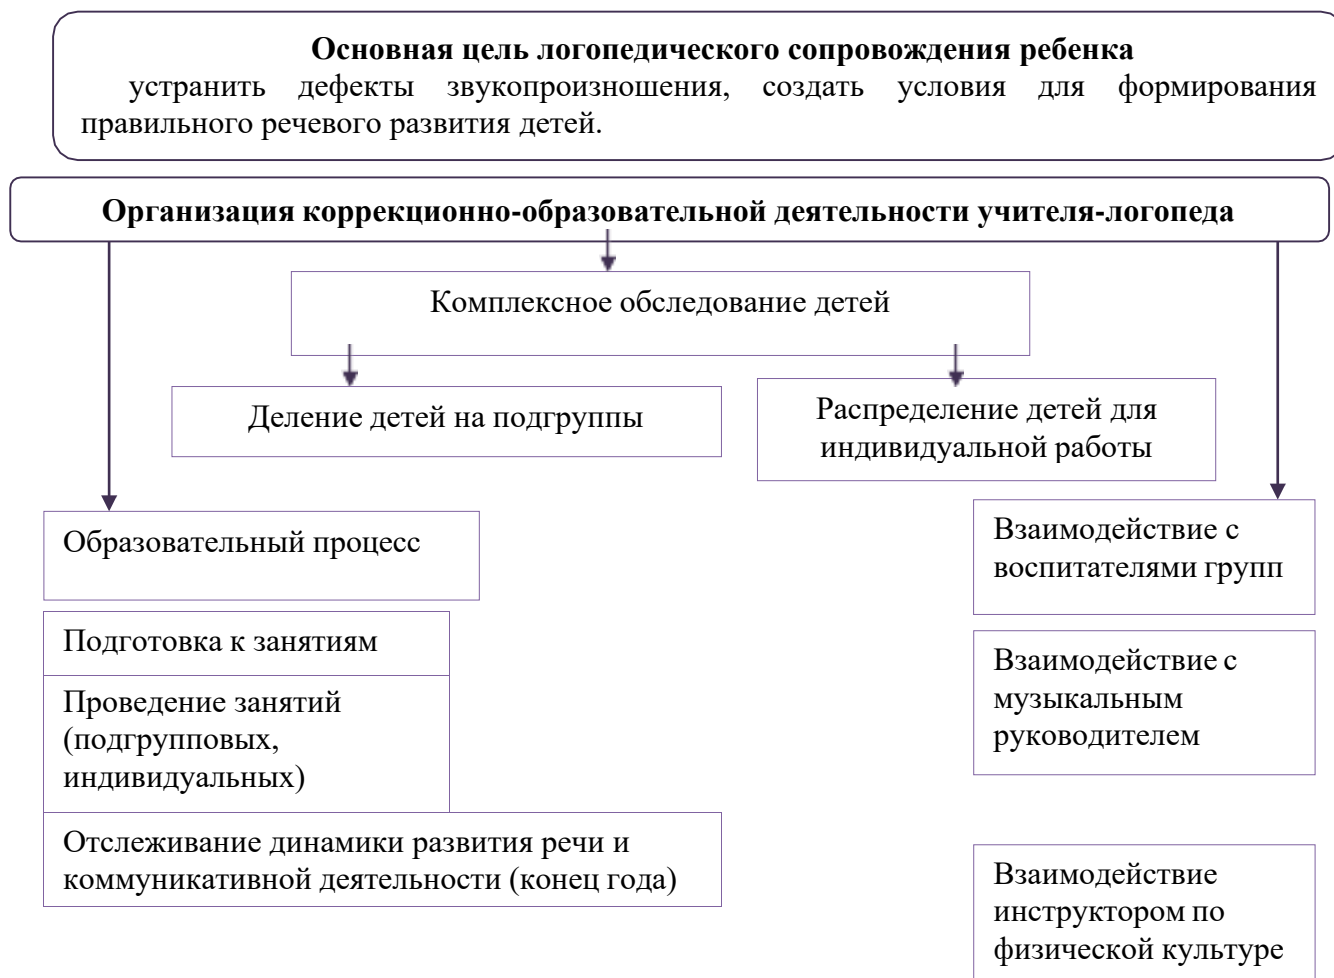 Основная цель логопедического сопровождения ребенка
устранить дефекты звукопроизношения, создать условия для формирования
правильного речевого развития детей.
Организация коррекционно-образовательной деятельности учителя-логопеда
Комплексное обследование детей
Деление детей на подгруппы
Распределение детей для
индивидуальной работы
Образовательный процесс
Подготовка к занятиям
Проведение занятий
(подгрупповых,
индивидуальных)
Отслеживание динамики развития речи и
коммуникативной деятельности (конец года)
Взаимодействие с
воспитателями групп
Взаимодействие с
музыкальным
руководителем
Взаимодействие
инструктором по
физической культуре